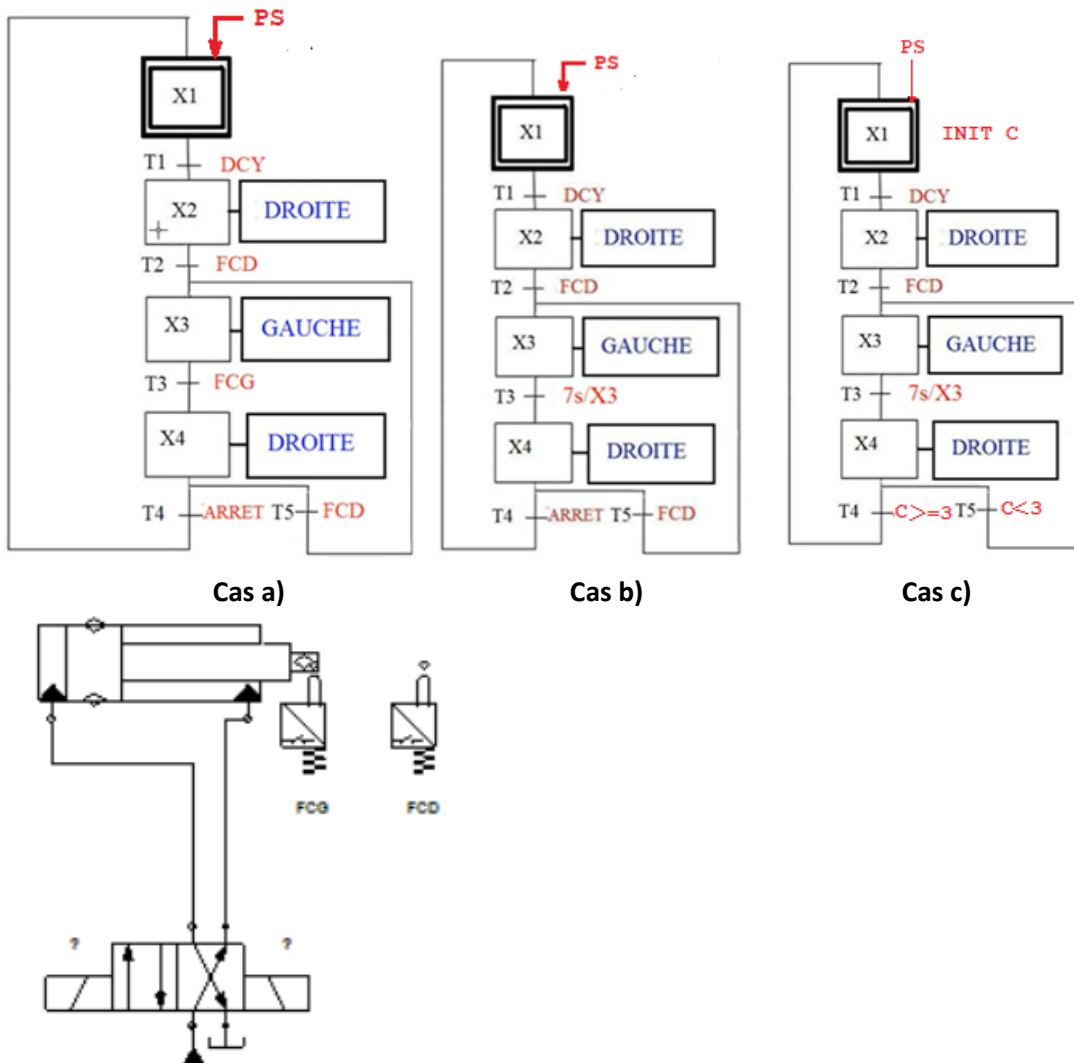 PS
X1
T1 DCY
X2 DROITE
T2 FCD
X3 GAUCHE
T3 FCG
X4 DROITE
T4 ARRET T5 FCD
Cas a)
PS
X1
T1 DCY
X2 DROITE
T2 FCD
X3 GAUCHE
T3 7s/X3
X4 DROITE
T4 ARRET T5 FCD
Cas b)
PS
X1 INIT C
T1 DCY
X2 DROITE
T2 FCD
X3 GAUCHE
T3 7s/X3
X4 DROITE
T4 C>=3 T5 C<3
Cas c)
FCG FCD
? ?